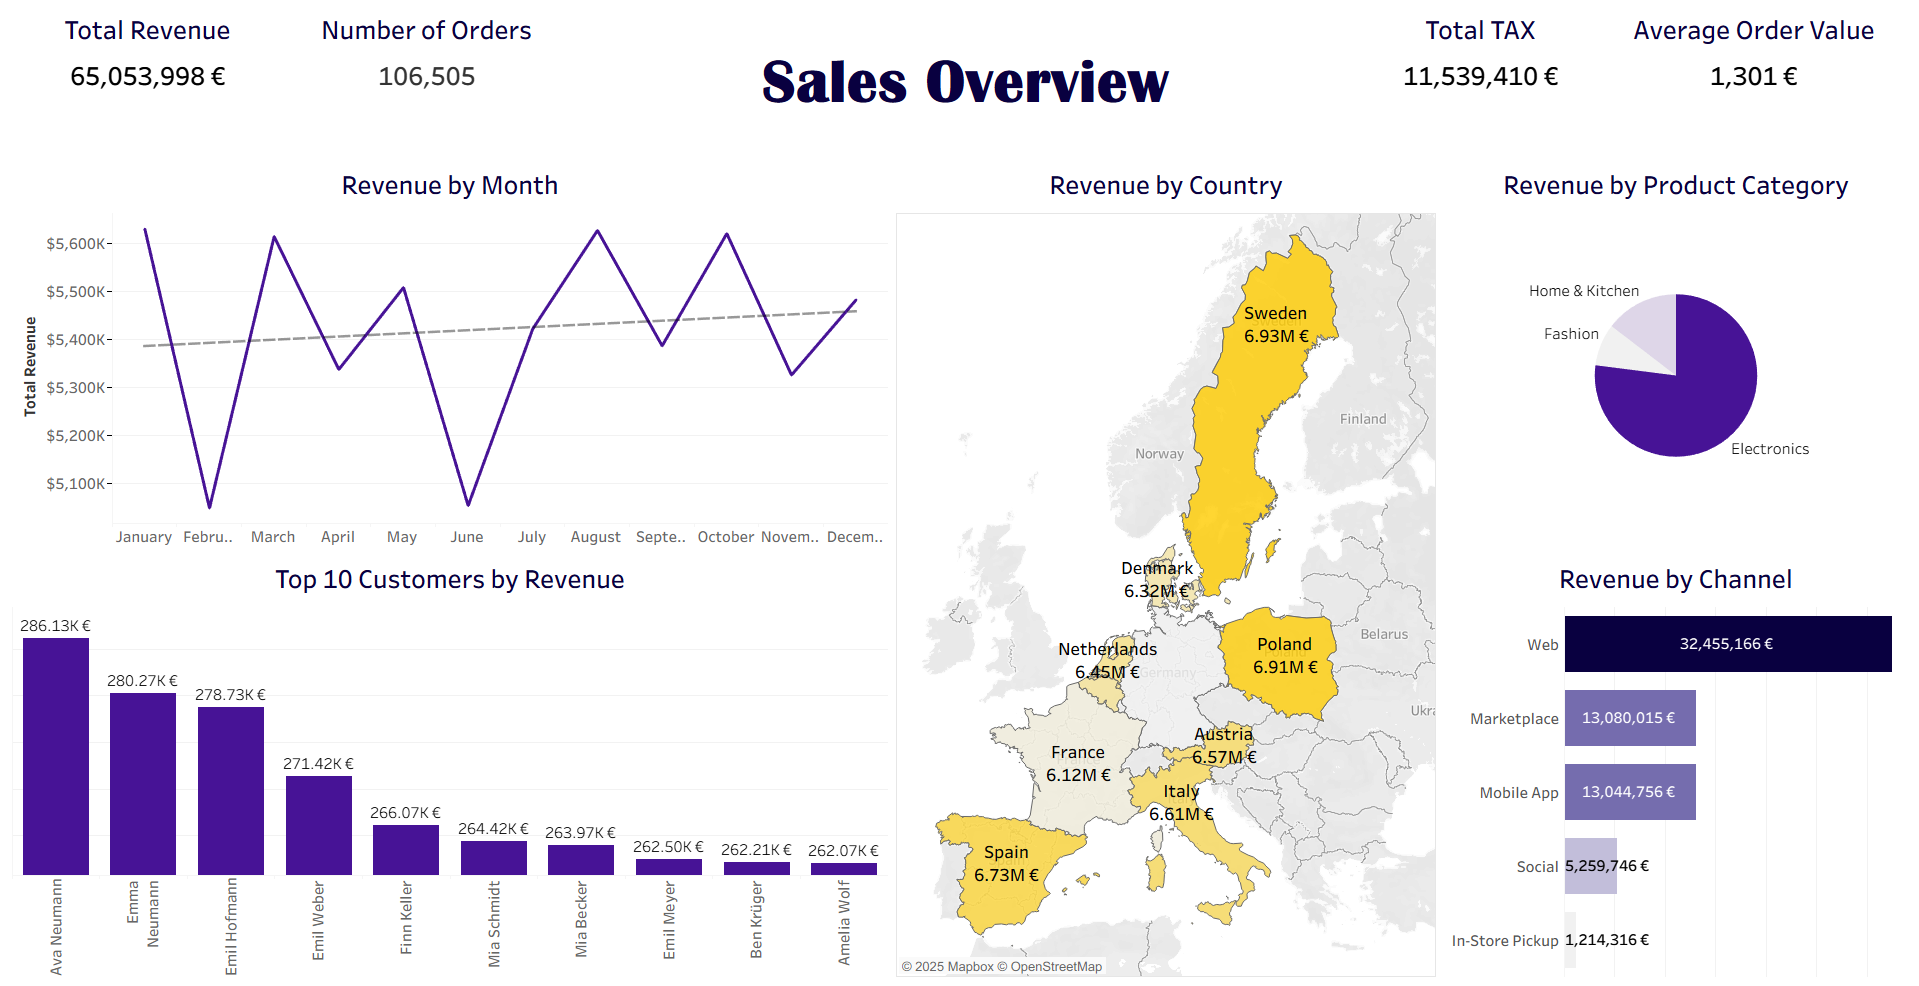 Total Revenue
65,053,998 €
Number of Orders
106,505
Sales Overview
Total TAX
11,539,410 €
Average Order Value
1,301 €
Revenue by Month
Total Revenue
$5,600K
$5,500K
$5,400K
$5,300K
$5,200K
$5,100K
January Febru.. March April May June July August Septe.. October Novem.. Decem..
Top 10 Customers by Revenue
286.13K €
280.27K €
278.73K €
271.42K €
266.07K €
264.42K €
263.97K €
262.50K €
262.21K €
262.07K €
Ava Neumann
Emma
Neumann
Emil Hofmann
Emil Weber
Finn Keller
Mia Schmidt
Mia Becker
Emil Meyer
Ben Krüger
Amelia Wolf
Revenue by Country
Sweden
6.93M €
Finland
Norway
Denmark
6.32M €
Belarus
Poland
6.91M €
Netherlands
6.45M €
Germany
Ukra
Austria
6.57M €
France
6.12M €
Italy
6.61M €
Spain
6.73M €
© 2025 Mapbox © OpenStreetMap
Revenue by Product Category
Home & Kitchen
Fashion
Electronics
Revenue by Channel
Web 32,455,166 €
Marketplace 13,080,015 €
Mobile App 13,044,756 €
Social 5,259,746 €
In-Store Pickup 1,214,316 €